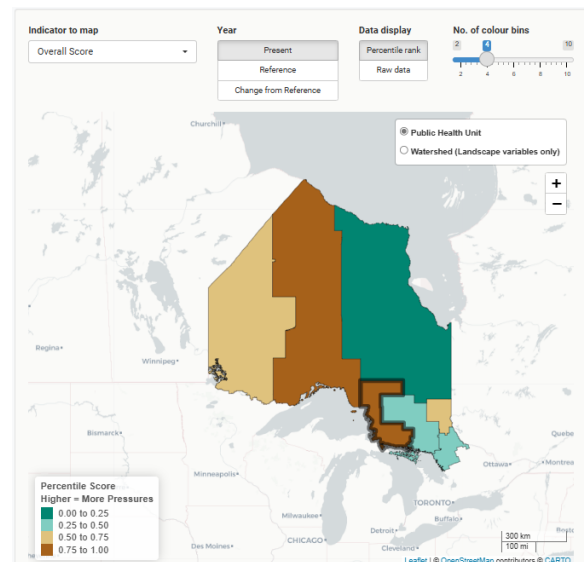 Indicator to map
Overall Score
Year
Present
Reference
Change from Reference
Data display
Percentile rank
Raw data
No. of colour bins
2 4 10
2 4 6 8 10
Churchill
Public Health Unit
Watershed (Landscape variables only)
+
−
Regina
Winnipeg
Bismarck
Minneapolis
Milwaukee
Des Moines
CHICAGO
Detroit
Cleveland
Buffalo
TORONTO
Ottawa
Montreal
Queb
Percentile Score
Higher = More Pressures
0.00 to 0.25
0.25 to 0.50
0.50 to 0.75
0.75 to 1.00
300 km
100 mi
Leaflet | © OpenStreetMap contributors © CARTO